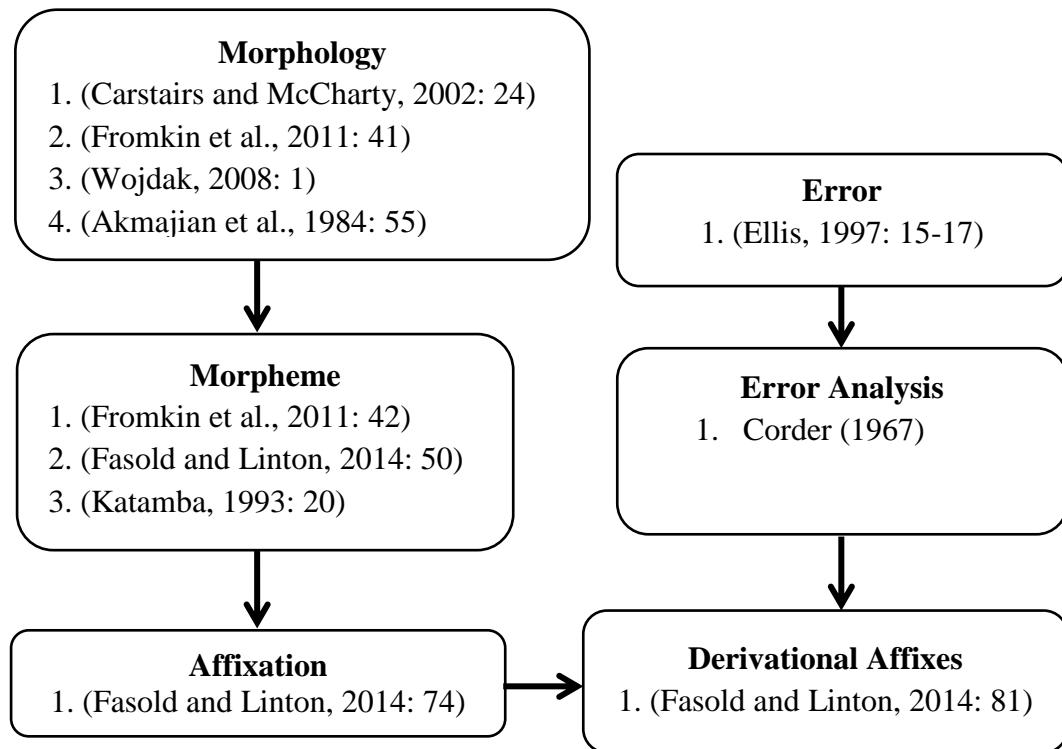 Morphology
1. (Carstairs and McCharty, 2002: 24)
2. (Fromkin et al., 2011: 41)
3. (Wojdak, 2008: 1)
4. (Akmajian et al., 1984: 55)
Morpheme
1. (Fromkin et al., 2011: 42)
2. (Fasold and Linton, 2014: 50)
3. (Katamba, 1993: 20)
Affixation
1. (Fasold and Linton, 2014: 74)
Error
1. (Ellis, 1997: 15-17)
Error Analysis
1. Corder (1967)
Derivational Affixes
1. (Fasold and Linton, 2014: 81)